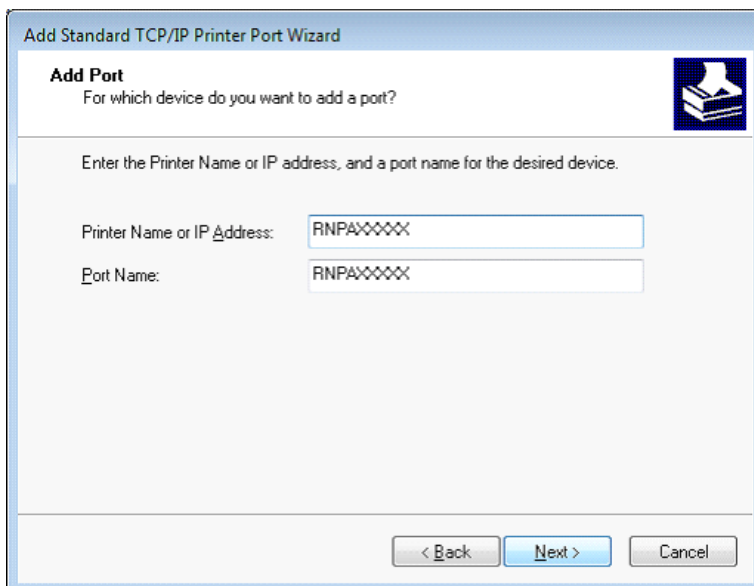 Add Standard TCP/IP Printer Port Wizard
Add Port
For which device do you want to add a port?
Enter the Printer Name or IP address, and a port name for the desired device.
Printer Name or IP Address: RNPAXXXXX
Port Name: RNPAXXXXX
< Back Next > Cancel